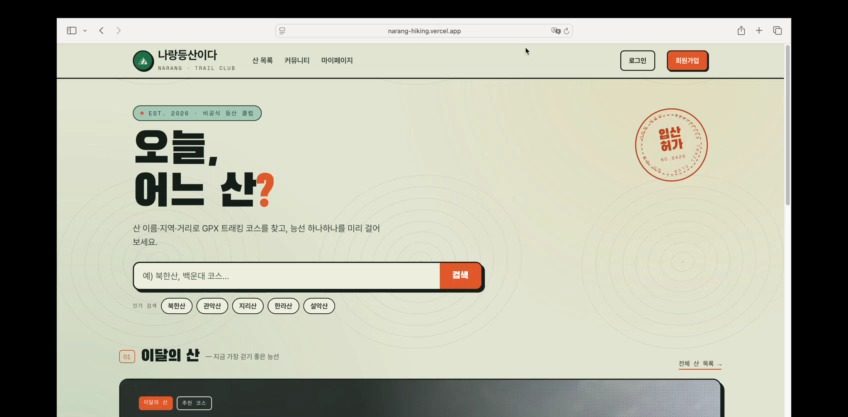 narang-hiking.vercel.app
나랑등산이다
NARANG · TRAIL CLUB
산 목록 커뮤니티 마이페이지
로그인 회원가입
EST. 2026 · 비공식 등산 클럽
오늘,
어느 산?
입산
허가
NO.0426
산 이름·지역·거리로 GPX 트래킹 코스를 찾고, 능선 하나하나를 미리 걸어
보세요.
예) 북한산, 백운대 코스...
검색
인기 검색 북한산 관악산 지리산 한라산 설악산
01 이달의 산 — 지금 가장 걷기 좋은 능선
전체 산 목록 →
이달의 산 추천 코스